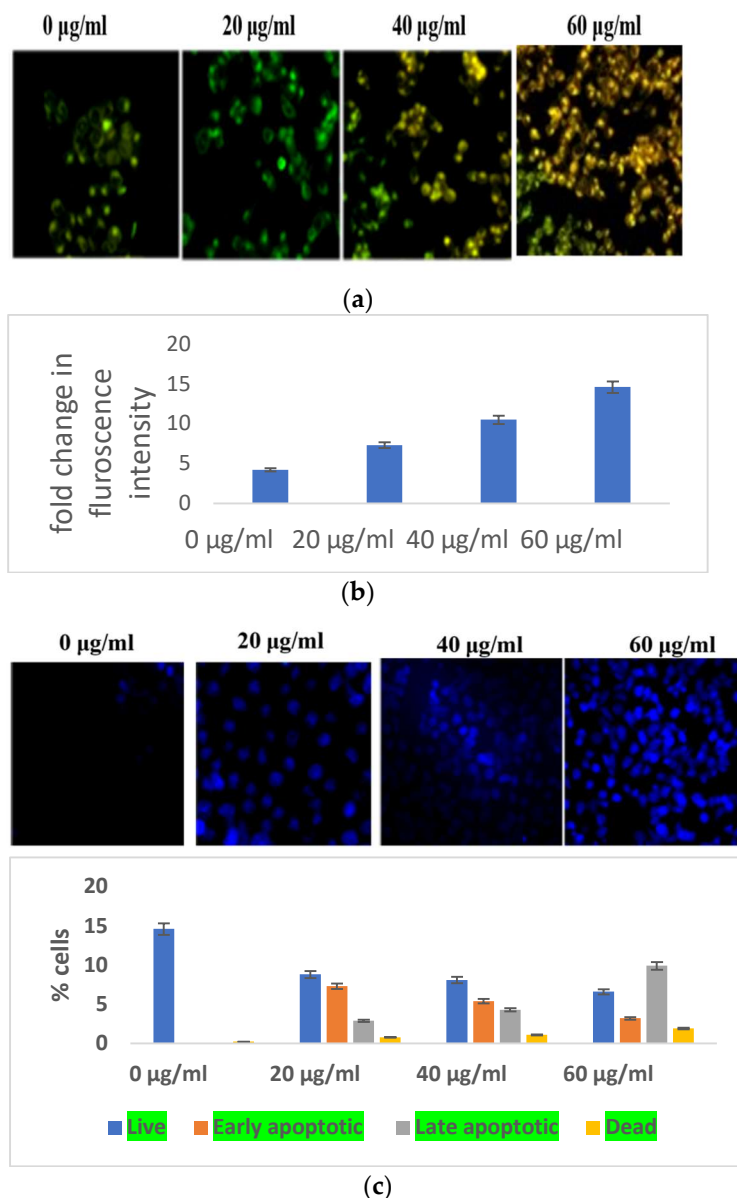 0 µg/ml 20 µg/ml 40 µg/ml 60 µg/ml
(a)
fold change in
fluroscence
intensity
20
15
10
5
0
0 µg/ml 20 µg/ml 40 µg/ml 60 µg/ml
(b)
0 µg/ml 20 µg/ml 40 µg/ml 60 µg/ml
% cells
20
15
10
5
0
0 µg/ml 20 µg/ml 40 µg/ml 60 µg/ml
Live Early apoptotic Late apoptotic Dead
(c)